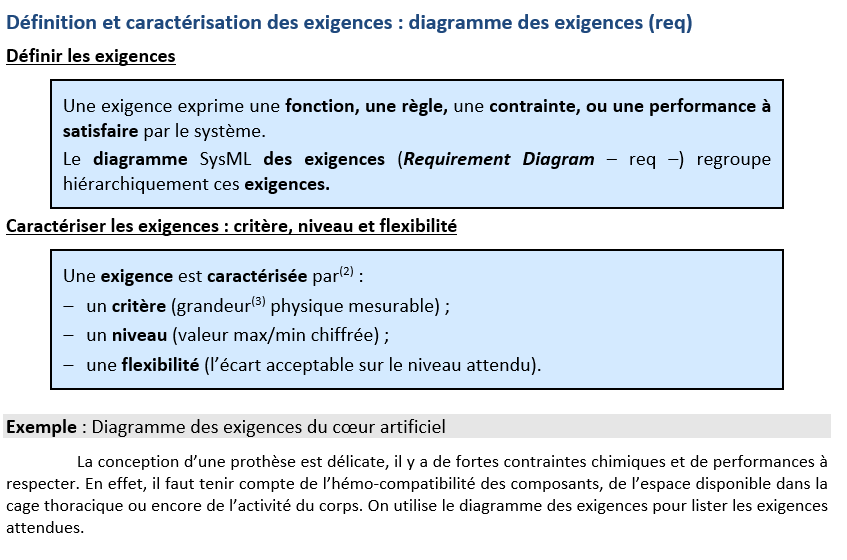 Définition et caractérisation des exigences : diagramme des exigences (req)
Définir les exigences
Une exigence exprime une fonction, une règle, une contrainte, ou une performance à
satisfaire par le système.
Le diagramme SysML des exigences (Requirement Diagram – req –) regroupe
hiérarchiquement ces exigences.
Caractériser les exigences : critère, niveau et flexibilité
Une exigence est caractérisée par(2) :
– un critère (grandeur(3) physique mesurable) ;
– un niveau (valeur max/min chiffrée) ;
– une flexibilité (l’écart acceptable sur le niveau attendu).
Exemple : Diagramme des exigences du cœur artificiel
La conception d’une prothèse est délicate, il y a de fortes contraintes chimiques et de performances à
respecter. En effet, il faut tenir compte de l’hémo-compatibilité des composants, de l’espace disponible dans la
cage thoracique ou encore de l’activité du corps. On utilise le diagramme des exigences pour lister les exigences
attendues.